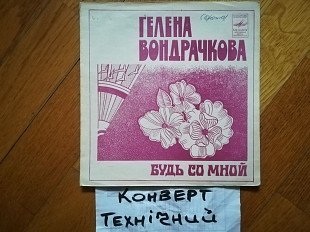 ГЕЛЕНА
ВОНДРАЧКОВА
БУДЬ СО МНОЙ
КОНВЕРТ
ТЕХНІЧНИЙ